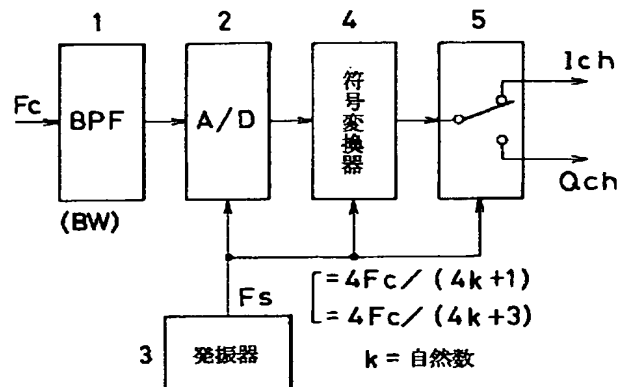 1
2
4
5
Fc
BPF
(BW)
A/D
符号変換器
Ich
Qch
Fs
=4Fc/(4k+1)
=4Fc/(4k+3)
3
発振器
k=自然数